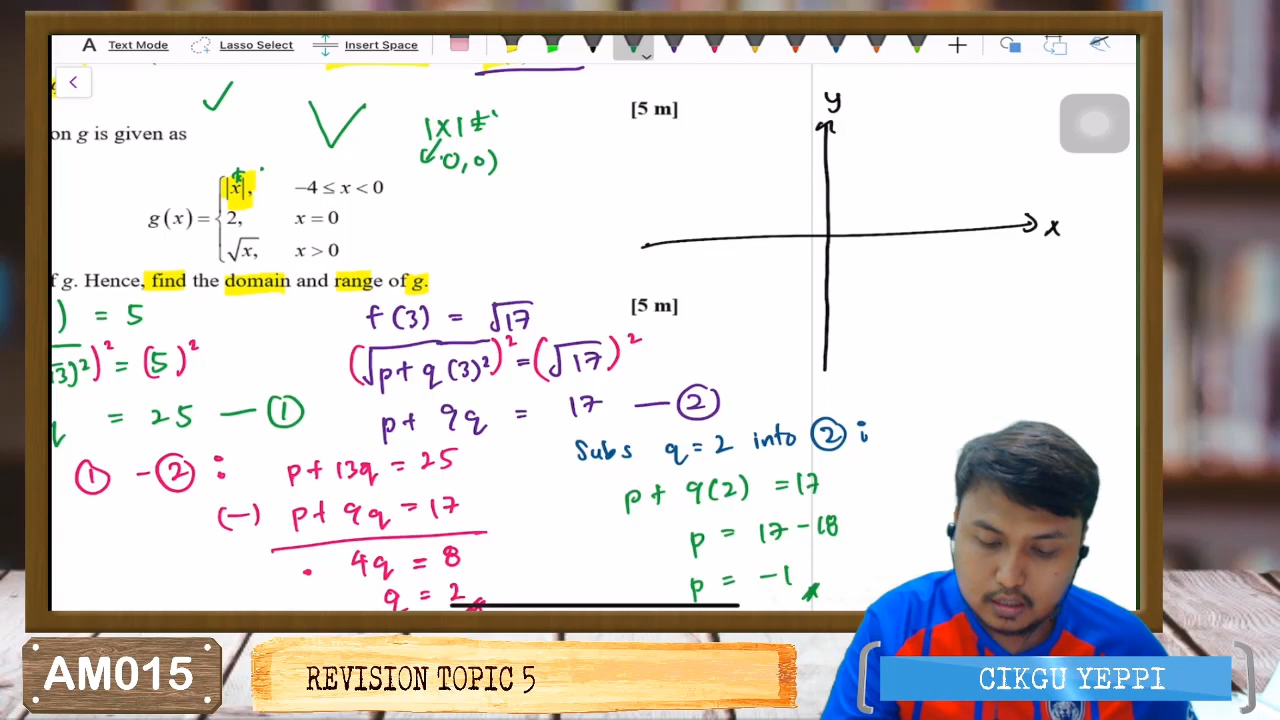 A Text Mode Lasso Select Insert Space
[5 m]
y
on g is given as
|x| ±
(0,0)
g(x) = { |x|, −4 ≤ x < 0
2, x = 0
√x, x > 0
x
f g. Hence, find the domain and range of g.
[5 m]
) = 5
f(3) = √17
3)²)² = (5)²
(√p + q(3)²)² = (√17)²
= 25 — ①
p + 9q = 17 — ②
Subs q = 2 into ② :
① - ② : p + 13q = 25
p + 9(2) = 17
(−) p + 9q = 17
p = 17 − 18
4q = 8
p = −1
q = 2
AM015
REVISION TOPIC 5
CIKGU YEPPI